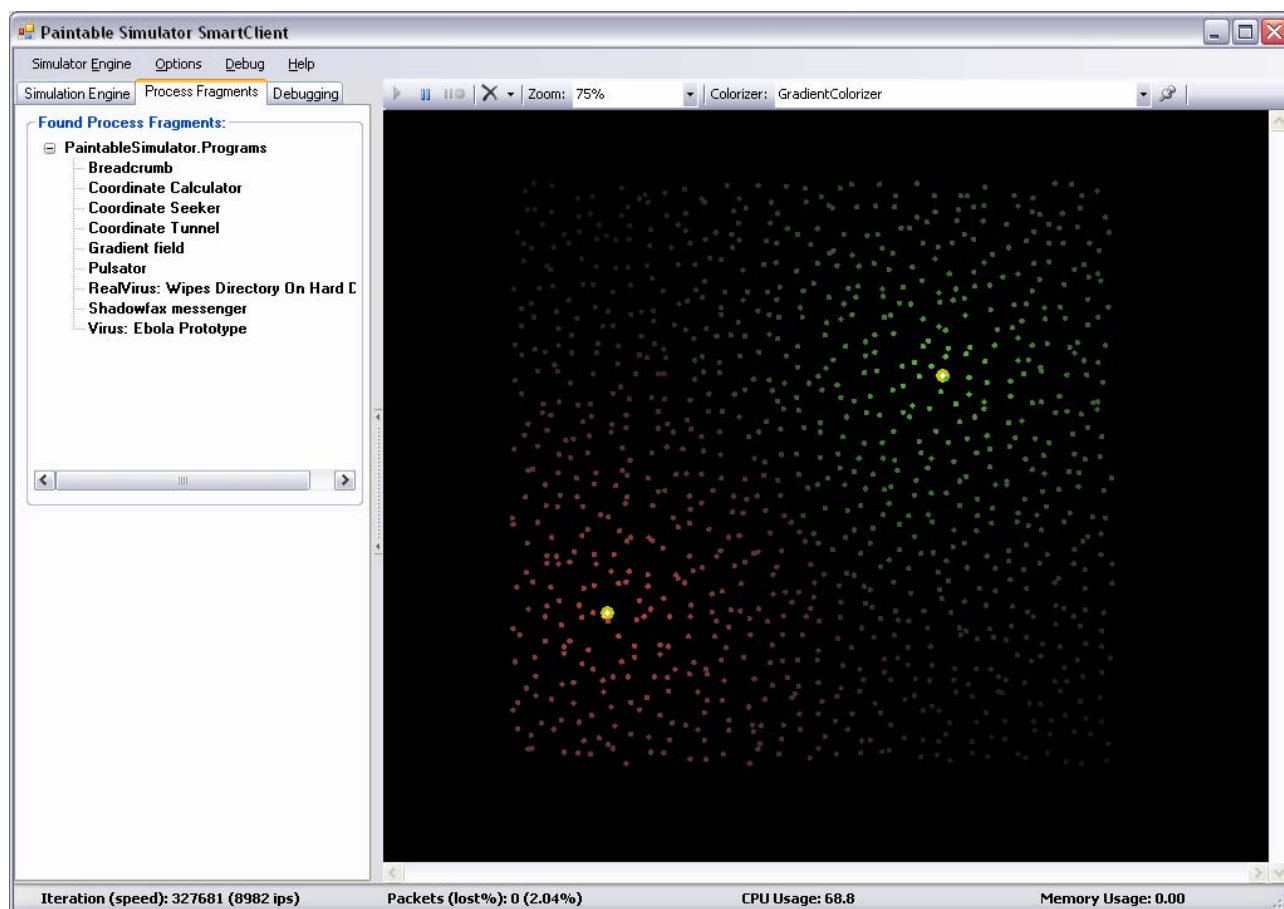 Paintable Simulator SmartClient
Simulator Engine Options Debug Help
Simulation Engine Process Fragments Debugging
Zoom: 75% Colorizer: GradientColorizer
Found Process Fragments:
PaintableSimulator.Programs
Breadcrumb
Coordinate Calculator
Coordinate Seeker
Coordinate Tunnel
Gradient field
Pulsator
RealVirus: Wipes Directory On Hard D
Shadowfax messenger
Virus: Ebola Prototype
Iteration (speed): 327681 (8982 ips) Packets (lost%): 0 (2.04%) CPU Usage: 68.8 Memory Usage: 0.00